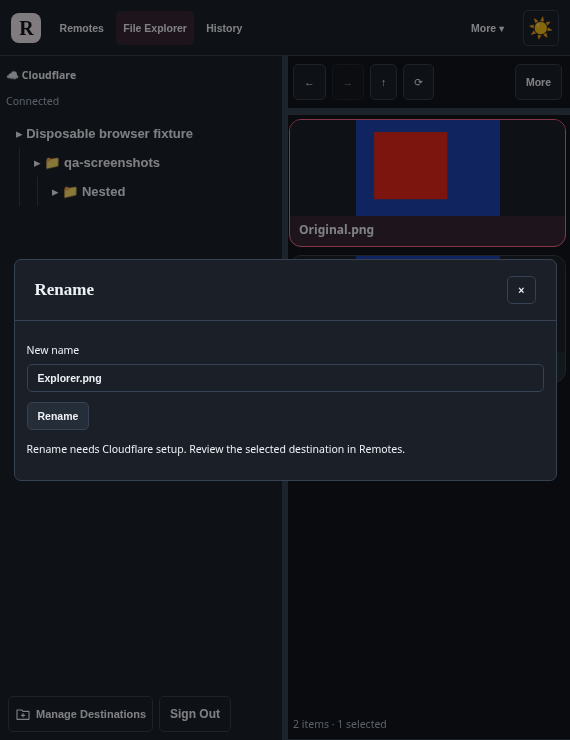 R Remotes File Explorer History More ▾
☁ Cloudflare
Connected
▸ Disposable browser fixture
▸ 📁 qa-screenshots
▸ 📁 Nested
← → ↑ ⟳ More
Original.png
Rename ×
New name
Explorer.png
Rename
Rename needs Cloudflare setup. Review the selected destination in Remotes.
Manage Destinations Sign Out
2 items · 1 selected